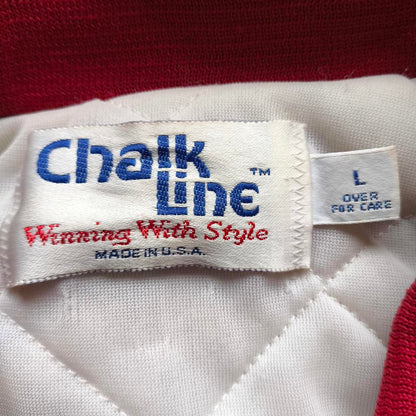 Chalk
Line™
Winning With Style
MADE IN U.S.A.
L
OVER
FOR CARE